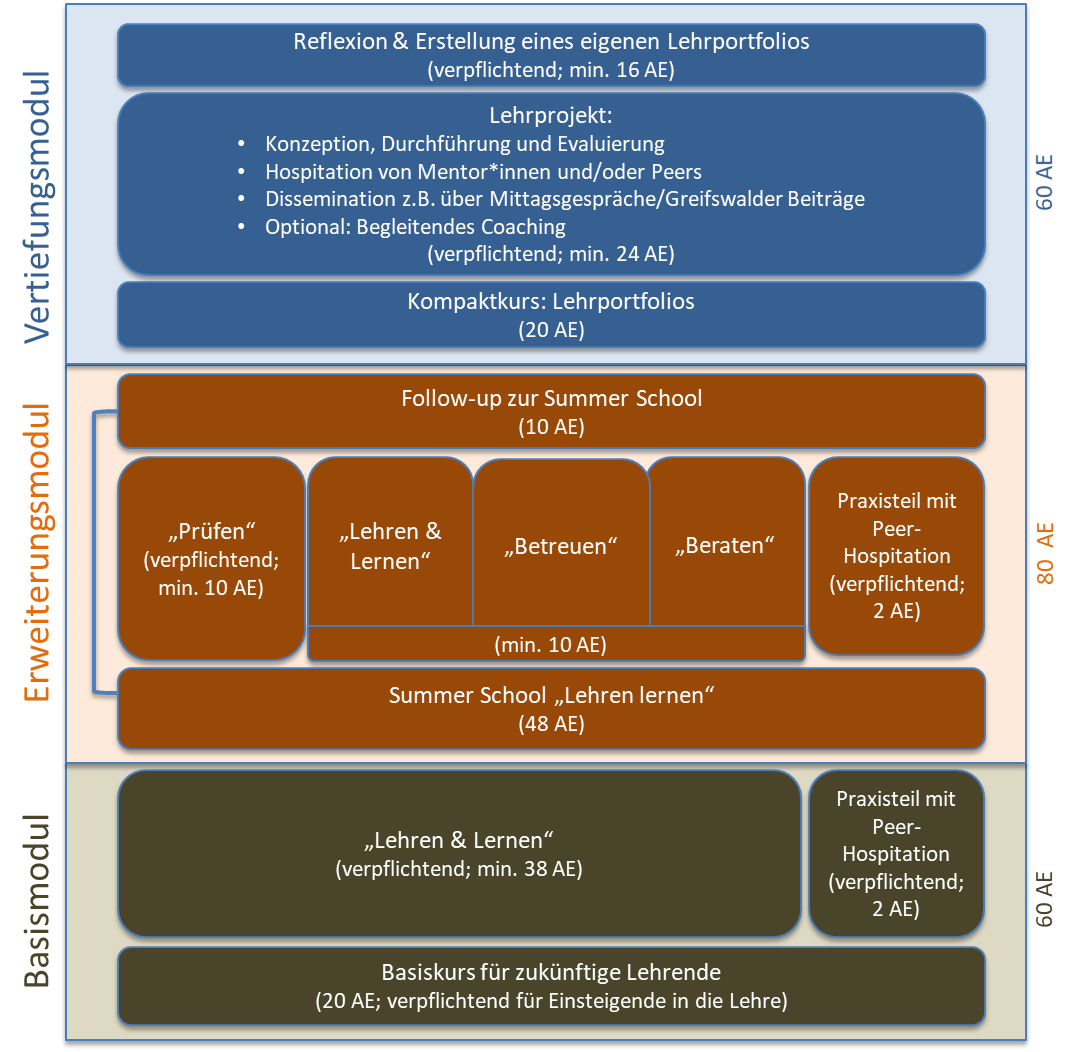 Vertiefungsmodul
Reflexion & Erstellung eines eigenen Lehrportfolios
(verpflichtend; min. 16 AE)
Lehrprojekt:
• Konzeption, Durchführung und Evaluierung
• Hospitation von Mentor*innen und/oder Peers
• Dissemination z.B. über Mittagsgespräche/Greifswalder Beiträge
• Optional: Begleitendes Coaching
(verpflichtend; min. 24 AE)
Kompaktkurs: Lehrportfolios
(20 AE)
60 AE
Erweiterungsmodul
Follow-up zur Summer School
(10 AE)
„Prüfen“
(verpflichtend;
min. 10 AE)
„Lehren &
Lernen“
„Betreuen“
„Beraten“
(min. 10 AE)
Praxisteil mit
Peer-
Hospitation
(verpflichtend;
2 AE)
Summer School „Lehren lernen“
(48 AE)
80 AE
Basismodul
„Lehren & Lernen“
(verpflichtend; min. 38 AE)
Praxisteil mit
Peer-
Hospitation
(verpflichtend;
2 AE)
Basiskurs für zukünftige Lehrende
(20 AE; verpflichtend für Einsteigende in die Lehre)
60 AE